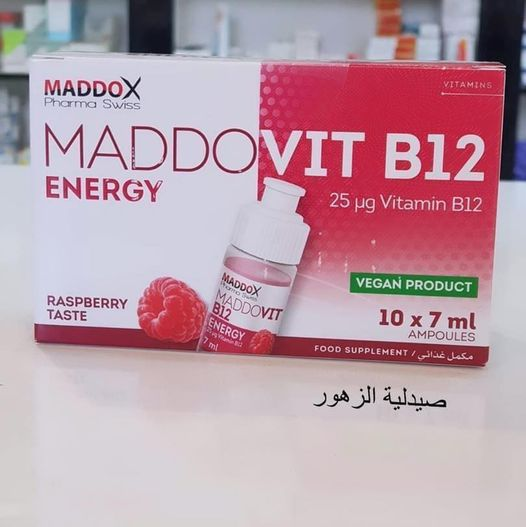 MADDOX
Pharma Swiss
VITAMINS
MADDOVIT B12
ENERGY
25 µg Vitamin B12
MADDOX
Pharma Swiss
MADDOVIT
B12
ENERGY
25 µg Vitamin B12
7 ml
VEGAN PRODUCT
RASPBERRY
TASTE
10 x 7 ml
AMPOULES
FOOD SUPPLEMENT / مكمل غذائي
صيدلية الزهور